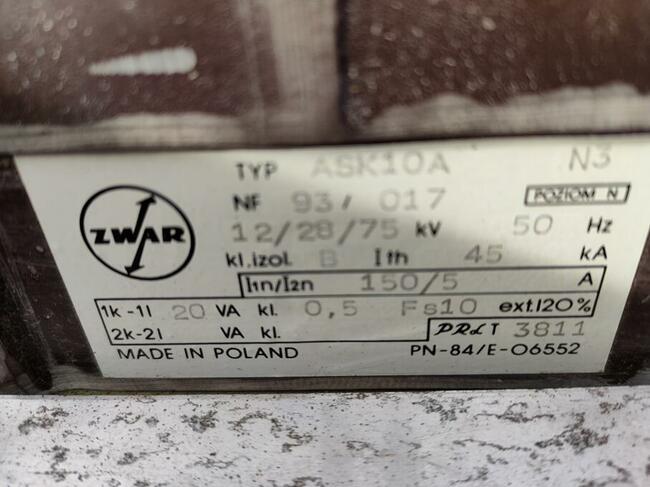 TYP ASK10A N3
ZWAR
NF 93/ 017 POZIOM N
12/28/75 kV 50 Hz
kl.izol. B Ith 45 kA
I1n/I2n 150/5 A
1k-1l 20 VA kl. 0,5 Fs10 ext.120%
2k-2l VA kl. PRLT 3811
MADE IN POLAND PN-84/E-06552